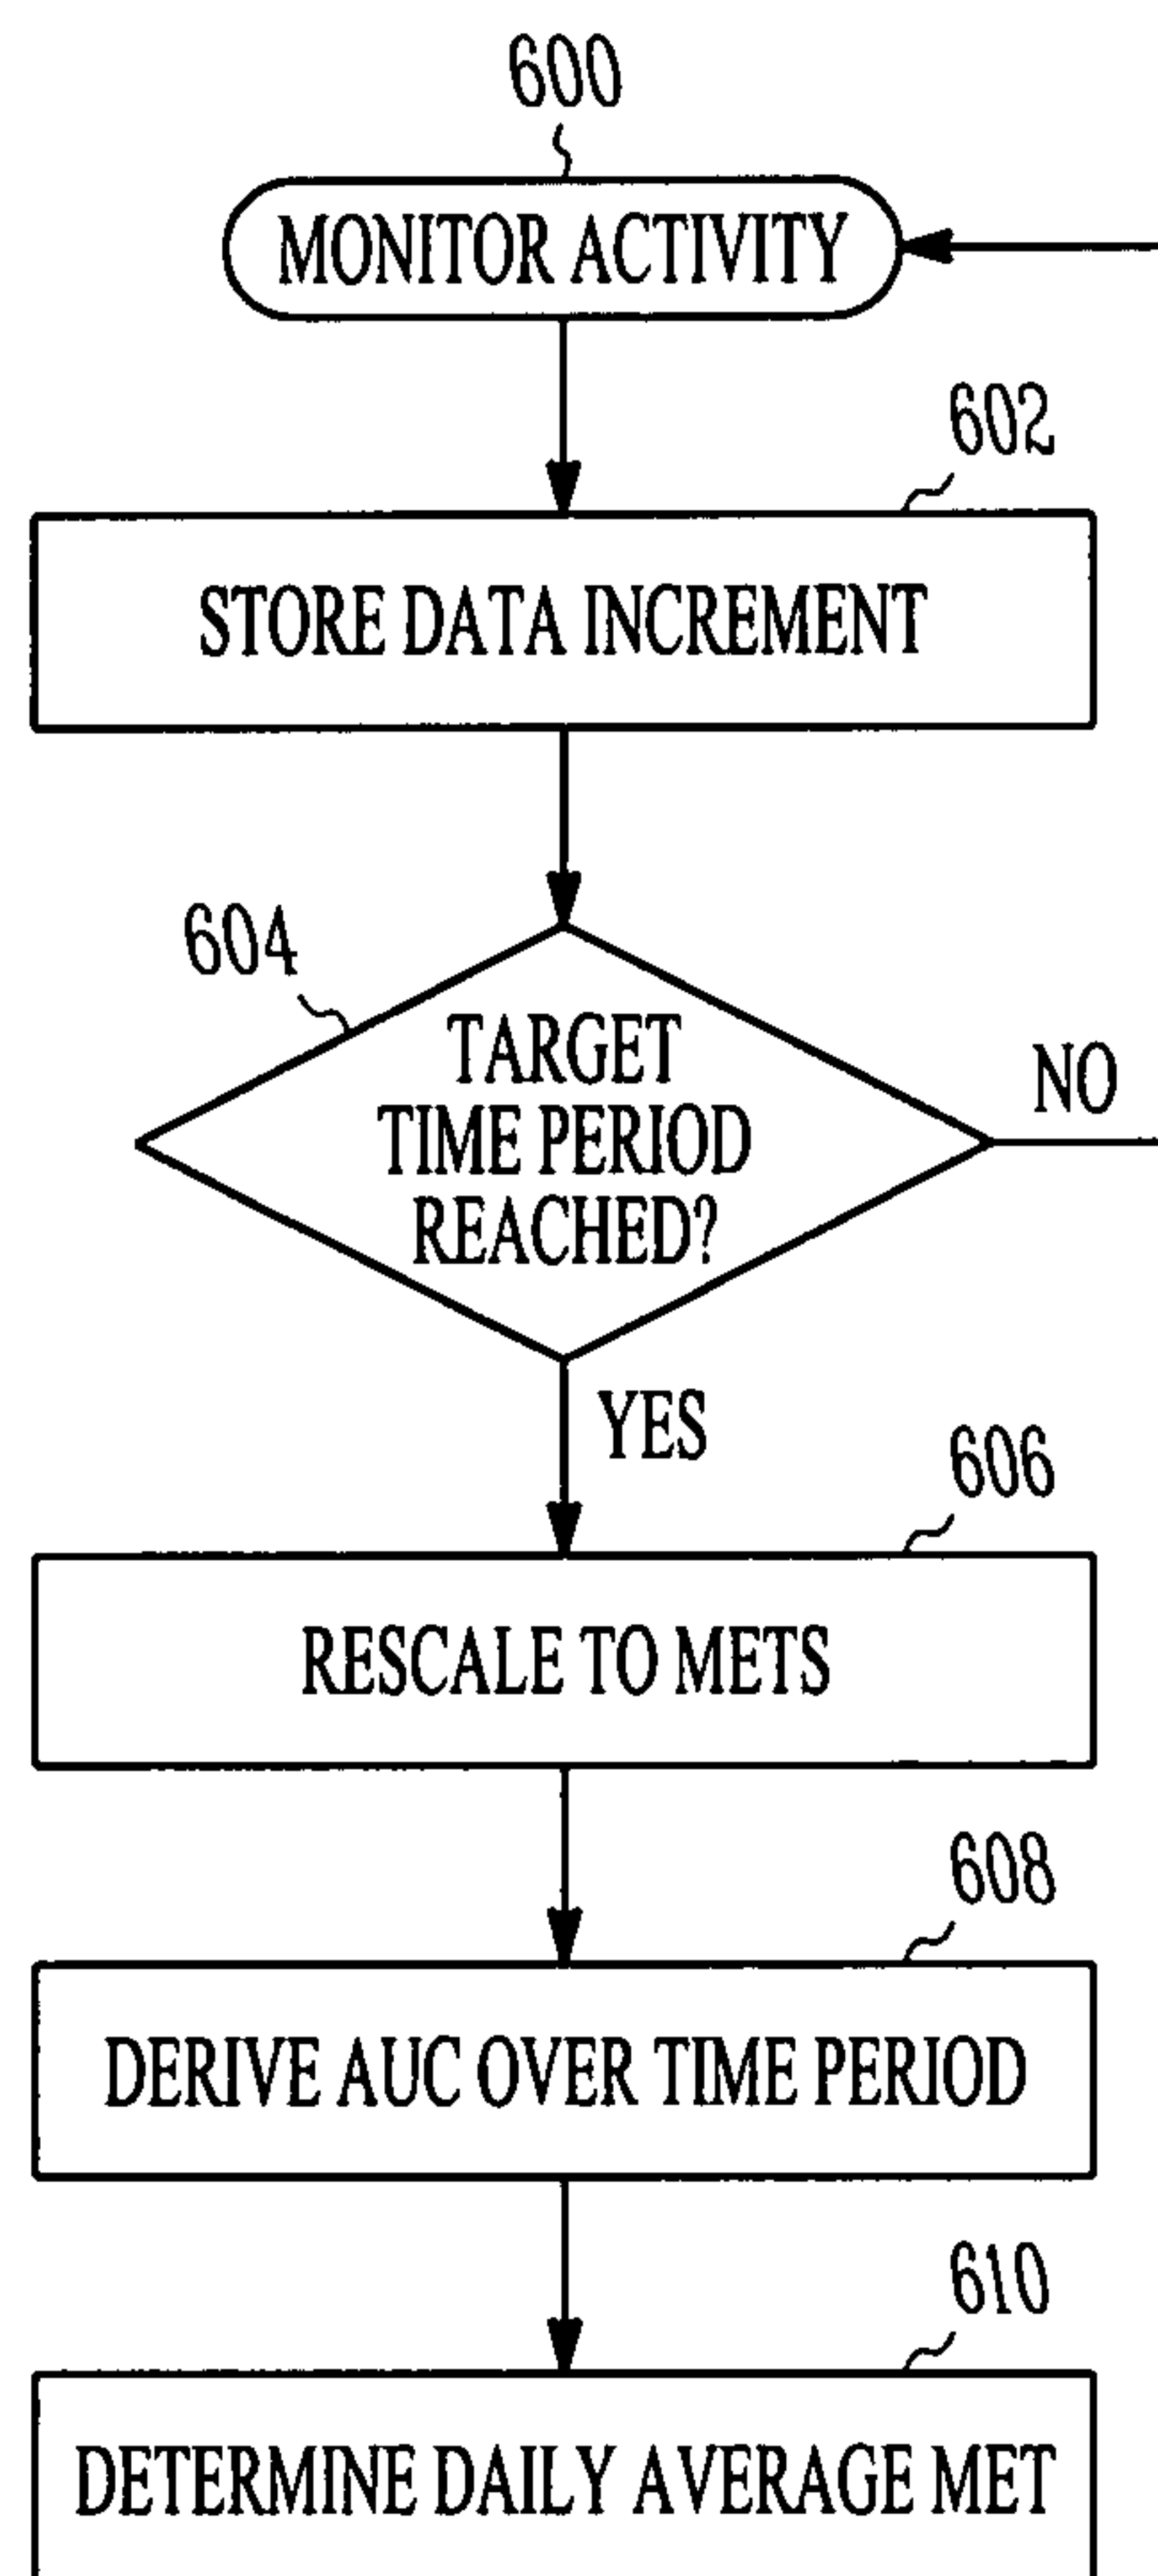 600
MONITOR ACTIVITY
602
STORE DATA INCREMENT
604
TARGET
TIME PERIOD
REACHED?
NO
YES
606
RESCALE TO METS
608
DERIVE AUC OVER TIME PERIOD
610
DETERMINE DAILY AVERAGE MET